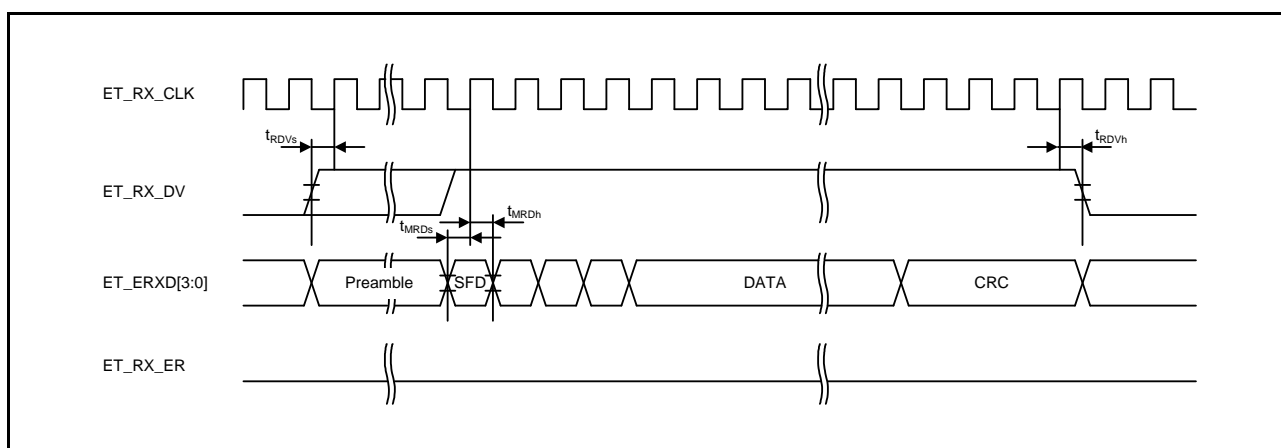 ET_RX_CLK
tRDVs
tRDVh
ET_RX_DV
tMRDh
tMRDs
ET_ERXD[3:0]
Preamble
SFD
DATA
CRC
ET_RX_ER